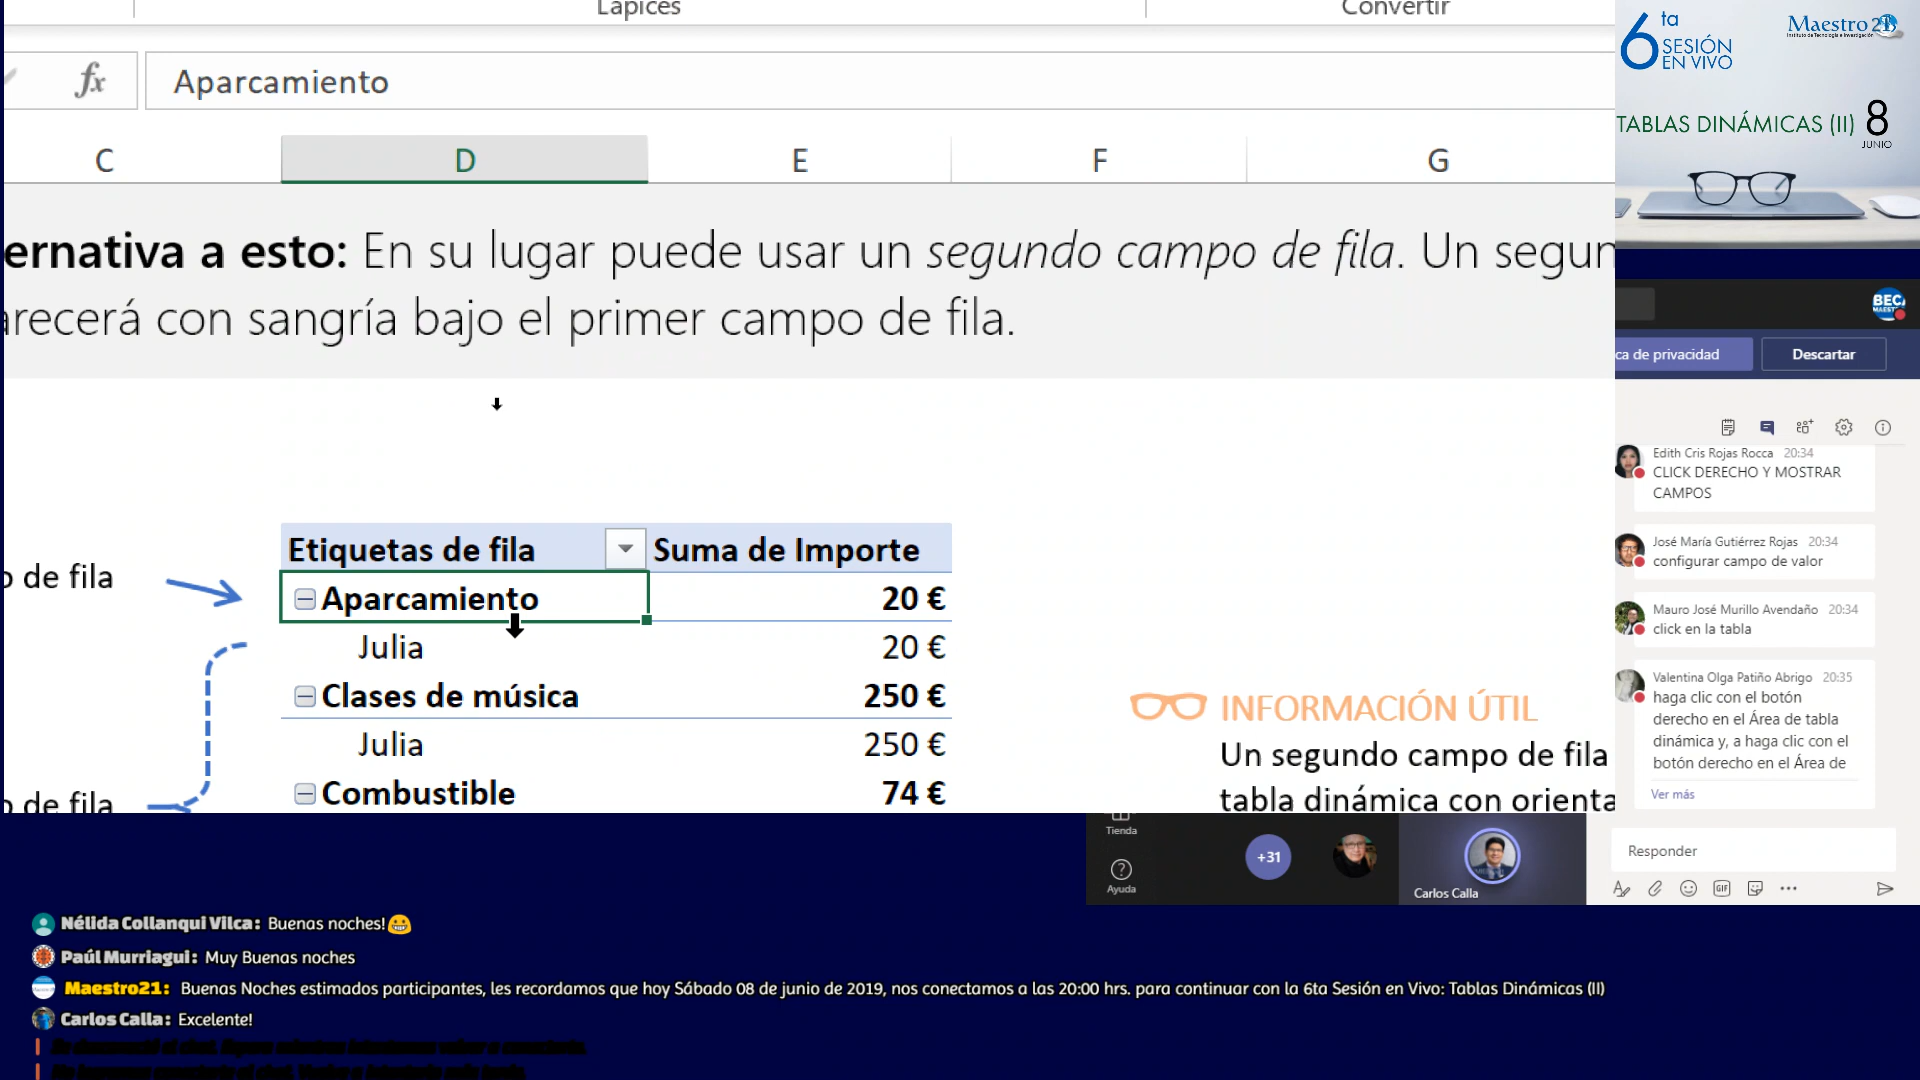 Lápices
Convertir
fx
Aparcamiento
C
D
E
F
G
ernativa a esto: En su lugar puede usar un segundo campo de fila. Un segun
arecerá con sangría bajo el primer campo de fila.
o de fila
o de fila
Etiquetas de fila
Suma de Importe
Aparcamiento
20 €
Julia
20 €
Clases de música
250 €
Julia
250 €
Combustible
74 €
INFORMACIÓN ÚTIL
Un segundo campo de fila
tabla dinámica con orienta
6ta
SESIÓN
EN VIVO
Maestro 21
TABLAS DINÁMICAS (II)
8
JUNIO
BEC
ca de privacidad
Descartar
Edith Cris Rojas Rocca 20:34
CLICK DERECHO Y MOSTRAR
CAMPOS
José María Gutiérrez Rojas 20:34
configurar campo de valor
Mauro José Murillo Avendaño 20:34
click en la tabla
Valentina Olga Patiño Abrigo 20:35
haga clic con el botón
derecho en el Área de tabla
dinámica y, a haga clic con el
botón derecho en el Área de
Ver más
Responder
GIF
Tienda
Ayuda
+31
Carlos Calla
Nélida Collanqui Vilca: Buenas noches!😀
Paúl Murriagui: Muy Buenas noches
Maestro21: Buenas Noches estimados participantes, les recordamos que hoy Sábado 08 de junio de 2019, nos conectamos a las 20:00 hrs. para continuar con la 6ta Sesión en Vivo: Tablas Dinámicas (II)
Carlos Calla: Excelente!